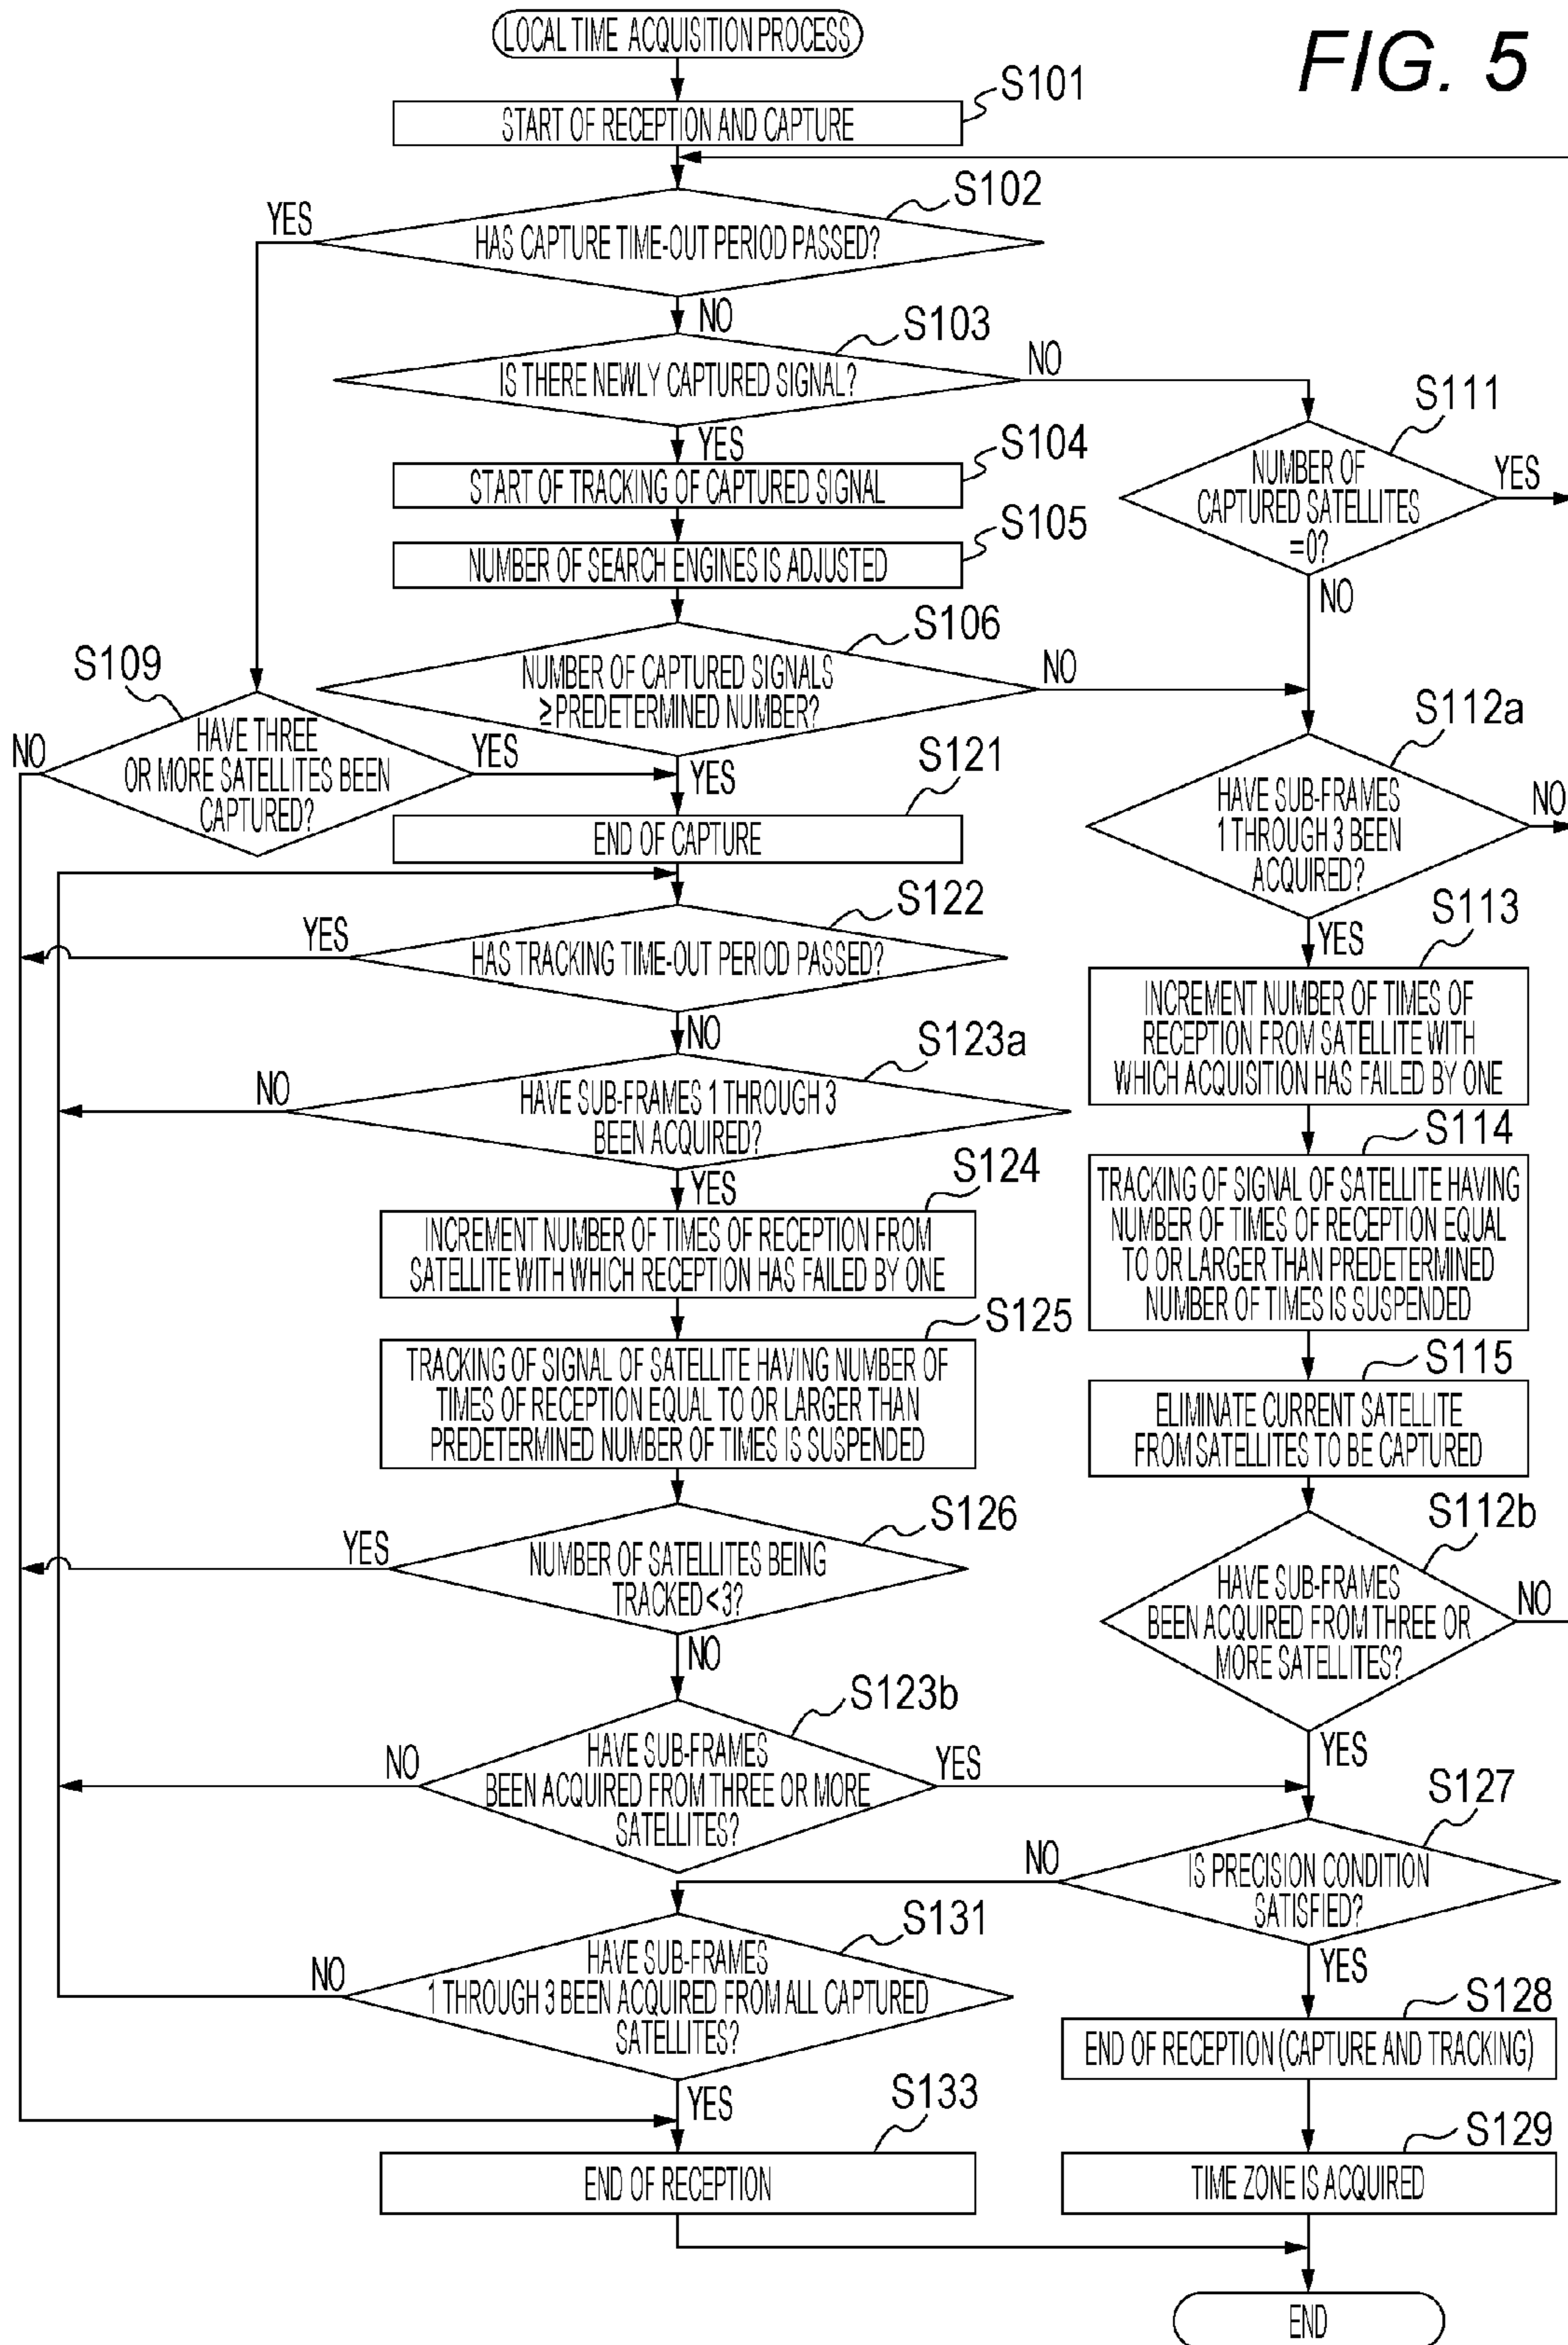 LOCAL TIME ACQUISITION PROCESS
FIG. 5
S101
START OF RECEPTION AND CAPTURE
S102
YES
HAS CAPTURE TIME-OUT PERIOD PASSED?
NO
S103
IS THERE NEWLY CAPTURED SIGNAL?
NO
YES
S111
NUMBER OF
CAPTURED SATELLITES
=0?
YES
NO
S104
START OF TRACKING OF CAPTURED SIGNAL
S105
NUMBER OF SEARCH ENGINES IS ADJUSTED
S106
NUMBER OF CAPTURED SIGNALS
≥PREDETERMINED NUMBER?
NO
YES
S109
HAVE THREE
OR MORE SATELLITES BEEN
CAPTURED?
NO
YES
S112a
HAVE SUB-FRAMES
1 THROUGH 3 BEEN
ACQUIRED?
NO
YES
S121
END OF CAPTURE
S122
YES
HAS TRACKING TIME-OUT PERIOD PASSED?
NO
S113
INCREMENT NUMBER OF TIMES OF
RECEPTION FROM SATELLITE WITH
WHICH ACQUISITION HAS FAILED BY ONE
S123a
NO
HAVE SUB-FRAMES 1 THROUGH 3
BEEN ACQUIRED?
YES
S114
TRACKING OF SIGNAL OF SATELLITE HAVING
NUMBER OF TIMES OF RECEPTION EQUAL
TO OR LARGER THAN PREDETERMINED
NUMBER OF TIMES IS SUSPENDED
S124
INCREMENT NUMBER OF TIMES OF RECEPTION FROM
SATELLITE WITH WHICH RECEPTION HAS FAILED BY ONE
S125
TRACKING OF SIGNAL OF SATELLITE HAVING NUMBER OF
TIMES OF RECEPTION EQUAL TO OR LARGER THAN
PREDETERMINED NUMBER OF TIMES IS SUSPENDED
S115
ELIMINATE CURRENT SATELLITE
FROM SATELLITES TO BE CAPTURED
S126
YES
NUMBER OF SATELLITES BEING
TRACKED<3?
NO
S112b
HAVE SUB-FRAMES
BEEN ACQUIRED FROM THREE OR
MORE SATELLITES?
NO
YES
S123b
NO
HAVE SUB-FRAMES
BEEN ACQUIRED FROM THREE OR MORE
SATELLITES?
YES
S127
NO
IS PRECISION CONDITION
SATISFIED?
YES
S131
NO
HAVE SUB-FRAMES
1 THROUGH 3 BEEN ACQUIRED FROM ALL CAPTURED
SATELLITES?
YES
S128
END OF RECEPTION (CAPTURE AND TRACKING)
S133
END OF RECEPTION
S129
TIME ZONE IS ACQUIRED
END